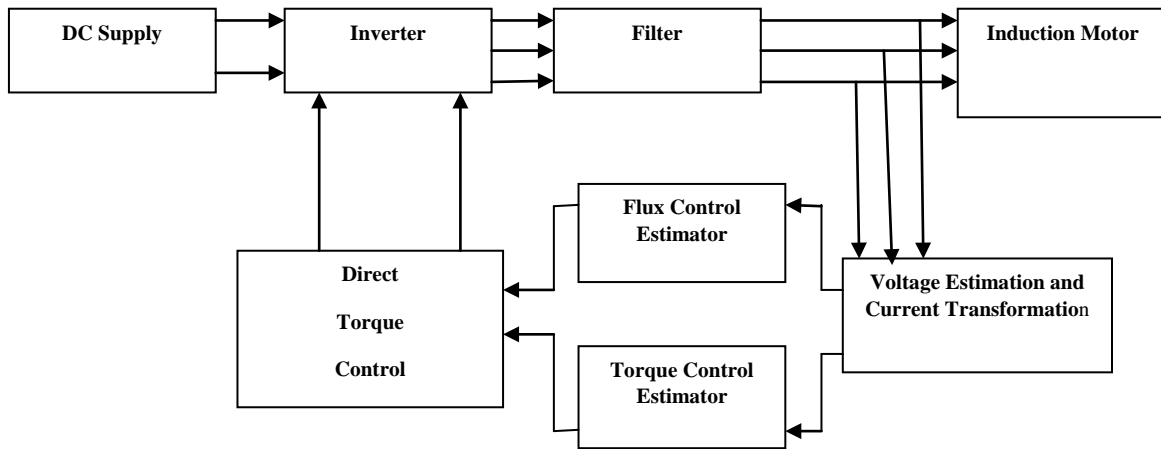 DC Supply
Inverter
Filter
Induction Motor
Flux Control
Estimator
Direct
Torque
Control
Voltage Estimation and
Current Transformation
Torque Control
Estimator